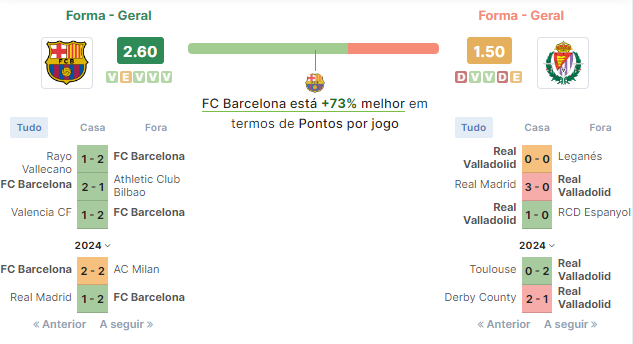 Forma - Geral
2.60
V E V V V
FC Barcelona está +73% melhor em
termos de Pontos por jogo
Forma - Geral
1.50
D V V D E
Tudo Casa Fora
Rayo
Vallecano 1 - 2 FC Barcelona
FC Barcelona 2 - 1 Athletic Club
Bilbao
Valencia CF 1 - 2 FC Barcelona
2024
FC Barcelona 2 - 2 AC Milan
Real Madrid 1 - 2 FC Barcelona
« Anterior A seguir »
Tudo Casa Fora
Real
Valladolid 0 - 0 Leganés
Real Madrid 3 - 0 Real
Valladolid
Real
Valladolid 1 - 0 RCD Espanyol
2024
Toulouse 0 - 2 Real
Valladolid
Derby County 2 - 1 Real
Valladolid
« Anterior A seguir »